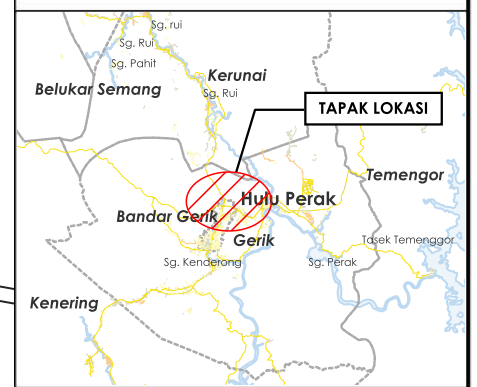 Sg. rui
Sg. Rui
Sg. Pahit
Kerunai
Belukar Semang
Sg. Rui
TAPAK LOKASI
Temengor
Hulu Perak
Bandar Gerik
Gerik
Tasek Temenggor
Sg. Kenderong
Sg. Perak
Kenering